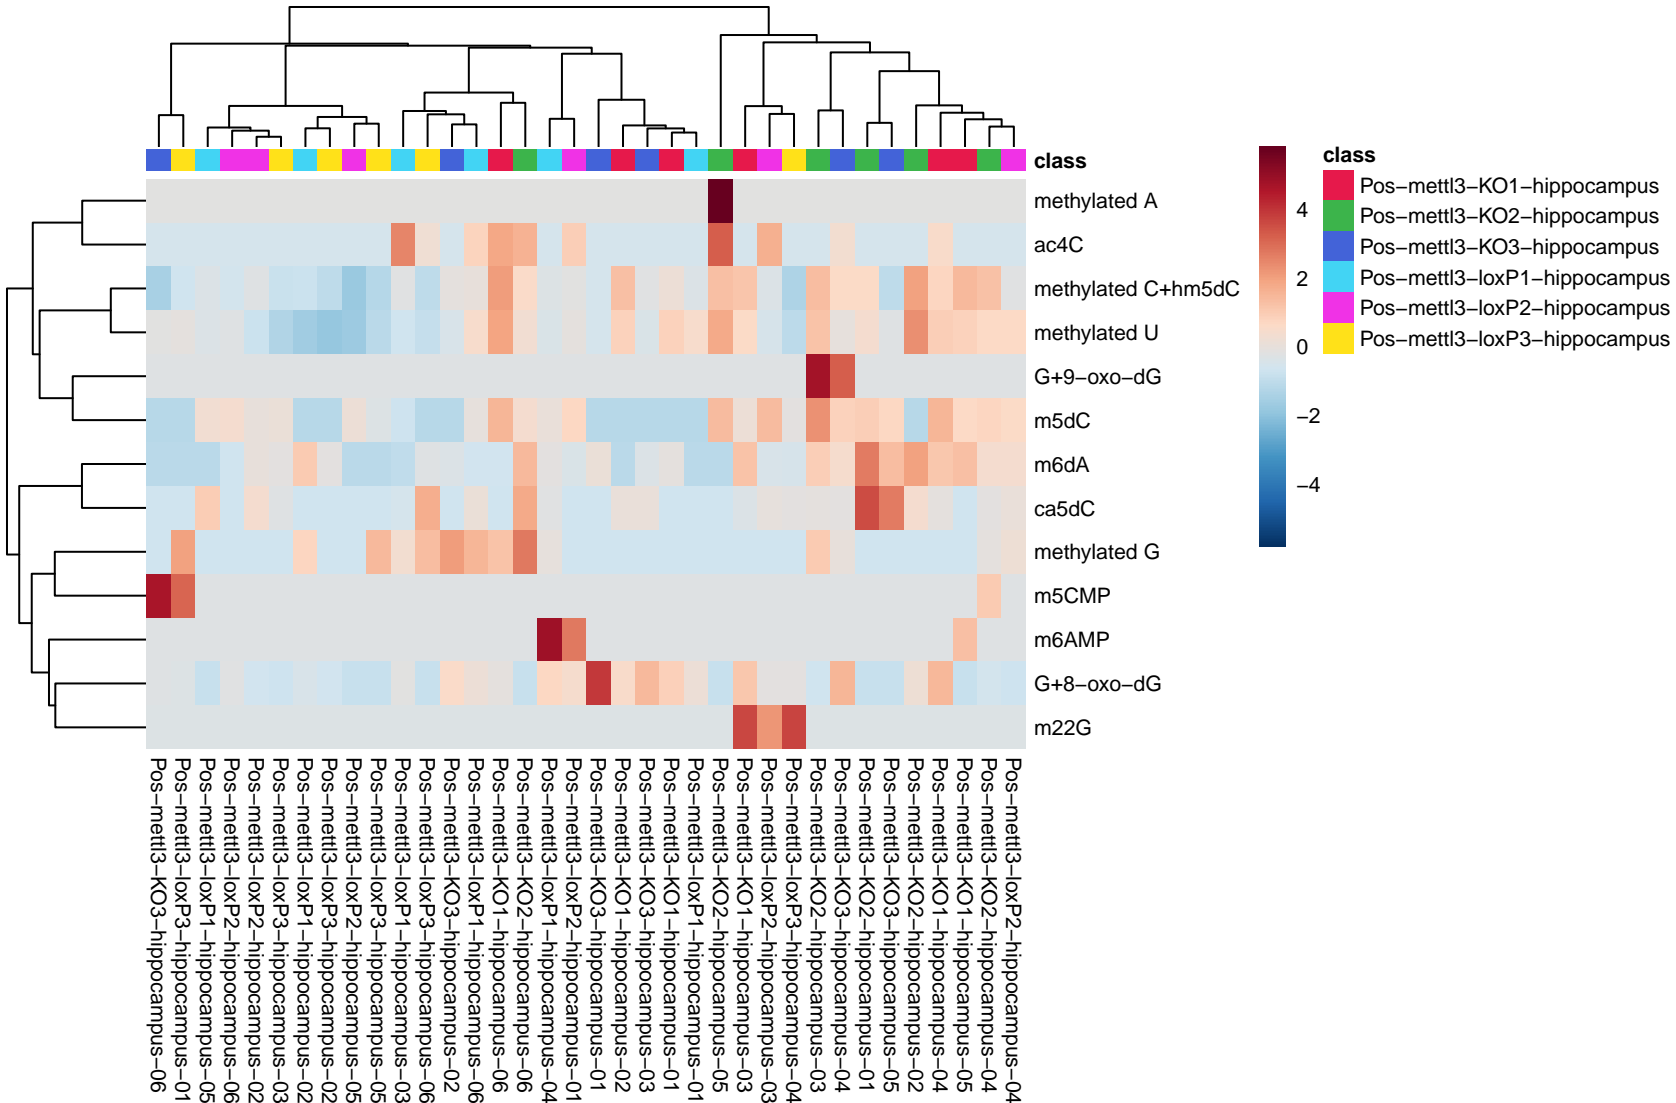 class
methylated A
ac4C
methylated C+hm5dC
methylated U
G+9−oxo−dG
m5dC
m6dA
ca5dC
methylated G
m5CMP
m6AMP
G+8−oxo−dG
m22G
4
2
0
−2
−4
class
Pos−mettl3−KO1−hippocampus
Pos−mettl3−KO2−hippocampus
Pos−mettl3−KO3−hippocampus
Pos−mettl3−loxP1−hippocampus
Pos−mettl3−loxP2−hippocampus
Pos−mettl3−loxP3−hippocampus
Pos−mettl3−KO3−hippocampus−06
Pos−mettl3−loxP3−hippocampus−01
Pos−mettl3−loxP1−hippocampus−05
Pos−mettl3−loxP2−hippocampus−06
Pos−mettl3−loxP2−hippocampus−02
Pos−mettl3−loxP3−hippocampus−03
Pos−mettl3−loxP1−hippocampus−02
Pos−mettl3−loxP3−hippocampus−02
Pos−mettl3−loxP2−hippocampus−05
Pos−mettl3−loxP3−hippocampus−05
Pos−mettl3−loxP1−hippocampus−03
Pos−mettl3−loxP3−hippocampus−06
Pos−mettl3−KO3−hippocampus−02
Pos−mettl3−loxP1−hippocampus−06
Pos−mettl3−KO1−hippocampus−06
Pos−mettl3−KO2−hippocampus−06
Pos−mettl3−loxP1−hippocampus−04
Pos−mettl3−loxP2−hippocampus−01
Pos−mettl3−KO3−hippocampus−01
Pos−mettl3−KO1−hippocampus−02
Pos−mettl3−KO3−hippocampus−03
Pos−mettl3−KO1−hippocampus−01
Pos−mettl3−loxP1−hippocampus−01
Pos−mettl3−KO2−hippocampus−05
Pos−mettl3−KO1−hippocampus−03
Pos−mettl3−loxP2−hippocampus−03
Pos−mettl3−loxP3−hippocampus−04
Pos−mettl3−KO2−hippocampus−03
Pos−mettl3−KO3−hippocampus−04
Pos−mettl3−KO2−hippocampus−01
Pos−mettl3−KO3−hippocampus−05
Pos−mettl3−KO2−hippocampus−02
Pos−mettl3−KO1−hippocampus−04
Pos−mettl3−KO1−hippocampus−05
Pos−mettl3−KO2−hippocampus−04
Pos−mettl3−loxP2−hippocampus−04